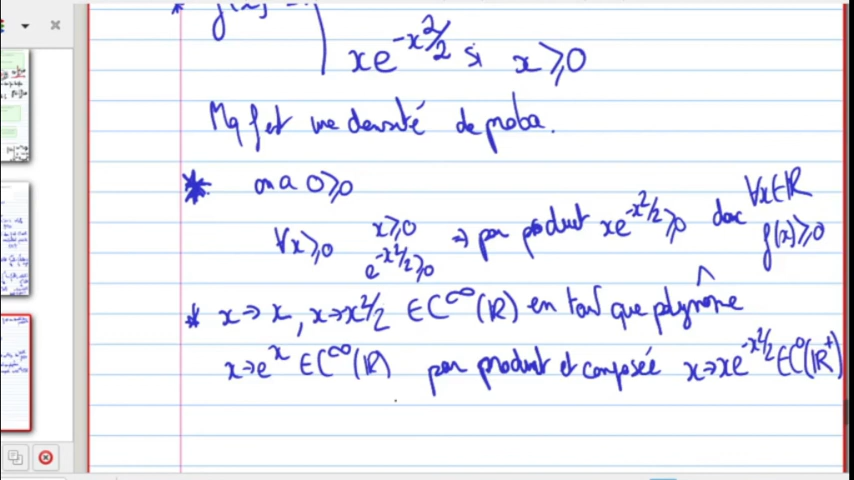 xe^{-x²/2} si x ≥ 0
Mq f est une densité de proba.
* on a 0 ≥ 0
∀x ≥ 0 x ≥ 0 e^{-x²/2} ≥ 0 => par produit xe^{-x²/2} ≥ 0 donc ∀x ∈ ℝ f(x) ≥ 0
* x → x, x → x²/2 ∈ C^∞(ℝ) en tant que polynôme
x → e^x ∈ C^∞(ℝ) par produit et composée x → xe^{-x²/2} ∈ C⁰(ℝ⁺)